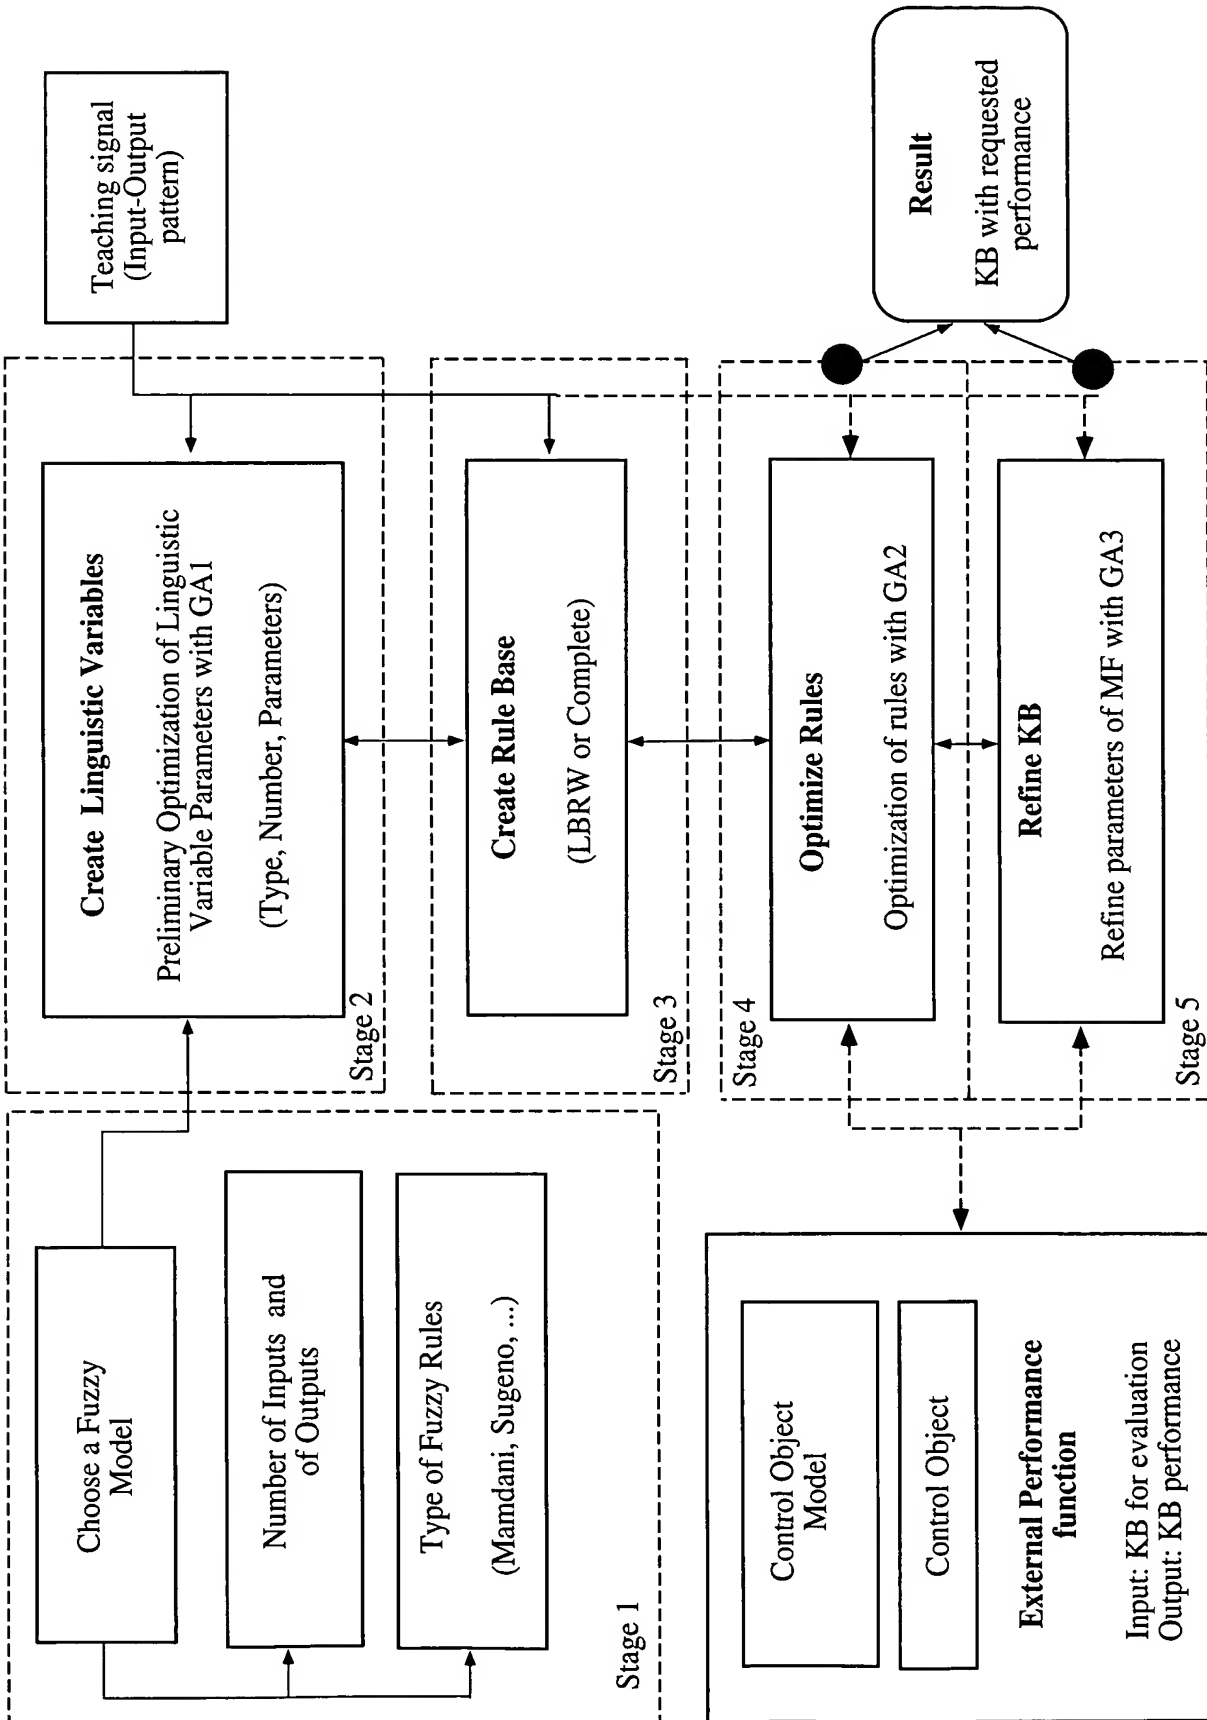 Choose a Fuzzy
Model
Number of Inputs and
of Outputs
Type of Fuzzy Rules
(Mamdani, Sugeno, ...)
Stage 1
Create Linguistic Variables
Preliminary Optimization of Linguistic
Variable Parameters with GA1
(Type, Number, Parameters)
Stage 2
Teaching signal
(Input-Output
pattern)
Create Rule Base
(LBRW or Complete)
Stage 3
Stage 4
Optimize Rules
Optimization of rules with GA2
Refine KB
Refine parameters of MF with GA3
Stage 5
Control Object
Model
Control Object
External Performance
function
Input: KB for evaluation
Output: KB performance
Result
KB with requested
performance